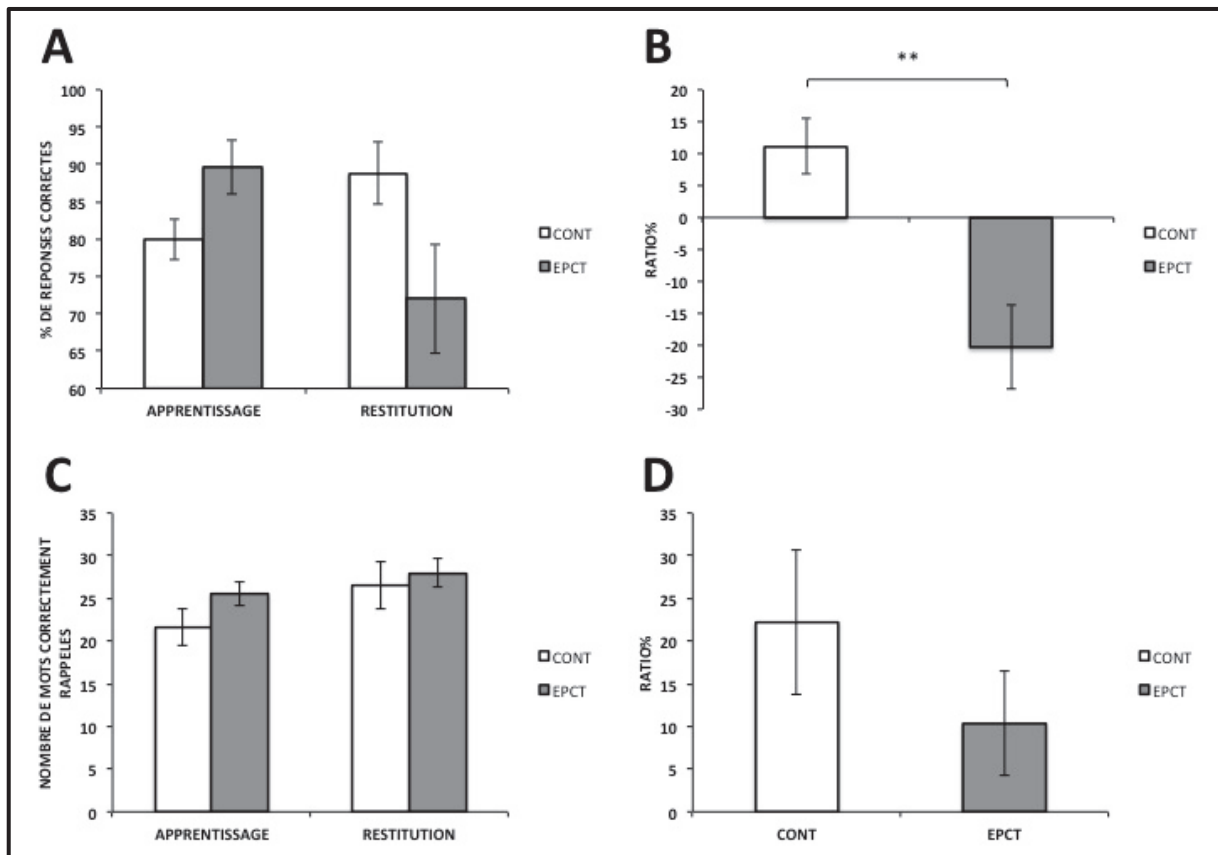 A
% DE REPONSES CORRECTES
100
95
90
85
80
75
70
65
60
APPRENTISSAGE
RESTITUTION
CONT
EPCT
B
**
RATIO%
20
15
10
5
0
-5
-10
-15
-20
-25
-30
CONT
EPCT
C
NOMBRE DE MOTS CORRECTEMENT
RAPPELES
35
30
25
20
15
10
5
0
APPRENTISSAGE
RESTITUTION
CONT
EPCT
D
RATIO%
35
30
25
20
15
10
5
0
CONT
EPCT
CONT
EPCT